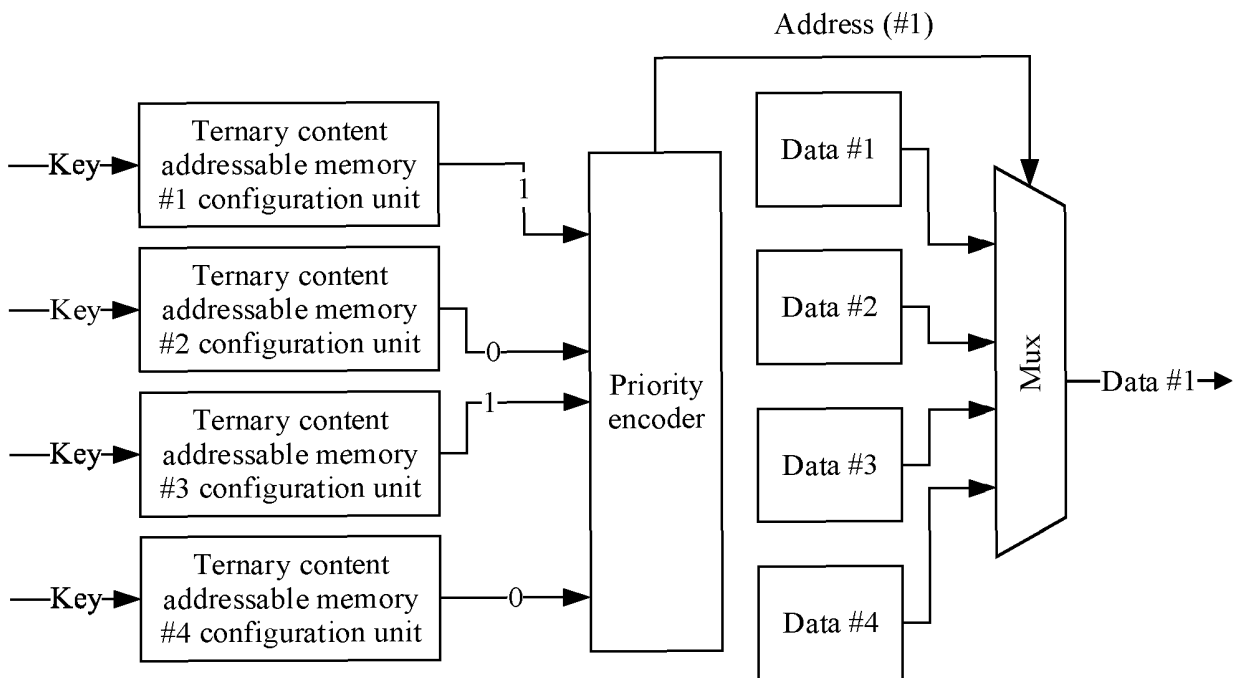 Address (#1)
Key
Ternary content
addressable memory
#1 configuration unit
1
Key
Ternary content
addressable memory
#2 configuration unit
0
Key
Ternary content
addressable memory
#3 configuration unit
1
Key
Ternary content
addressable memory
#4 configuration unit
0
Priority
encoder
Data #1
Data #2
Data #3
Data #4
Mux
Data #1